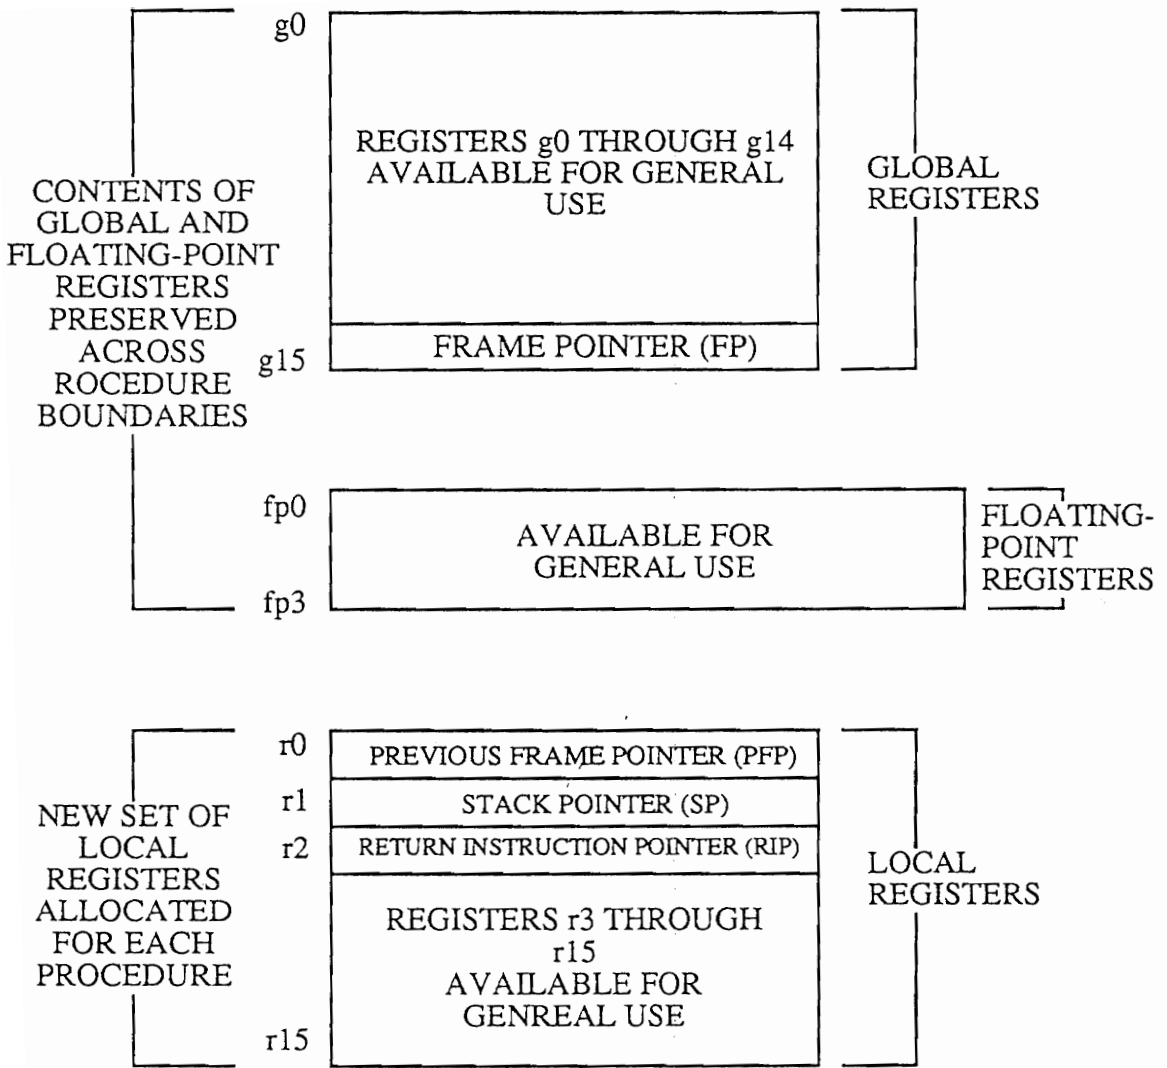 g0
REGISTERS g0 THROUGH g14
AVAILABLE FOR GENERAL
USE
GLOBAL
REGISTERS
CONTENTS OF
GLOBAL AND
FLOATING-POINT
REGISTERS
PRESERVED
ACROSS
ROCEDURE
BOUNDARIES
g15
FRAME POINTER (FP)
fp0
AVAILABLE FOR
GENERAL USE
fp3
FLOATING-
POINT
REGISTERS
r0
PREVIOUS FRAME POINTER (PFP)
r1
STACK POINTER (SP)
r2
RETURN INSTRUCTION POINTER (RIP)
NEW SET OF
LOCAL
REGISTERS
ALLOCATED
FOR EACH
PROCEDURE
REGISTERS r3 THROUGH
r15
AVAILABLE FOR
GENREAL USE
r15
LOCAL
REGISTERS